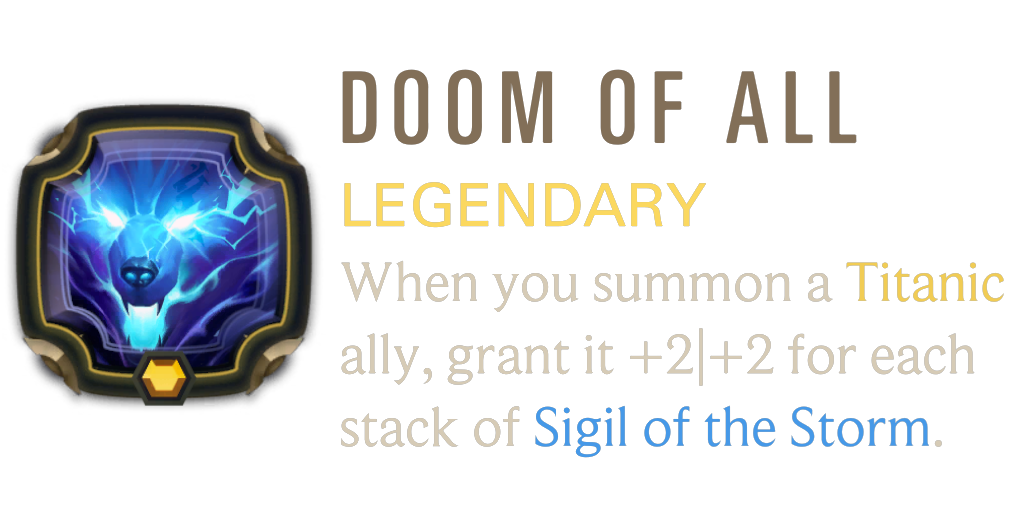 DOOM OF ALL
LEGENDARY
When you summon a Titanic
ally, grant it +2|+2 for each
stack of Sigil of the Storm.